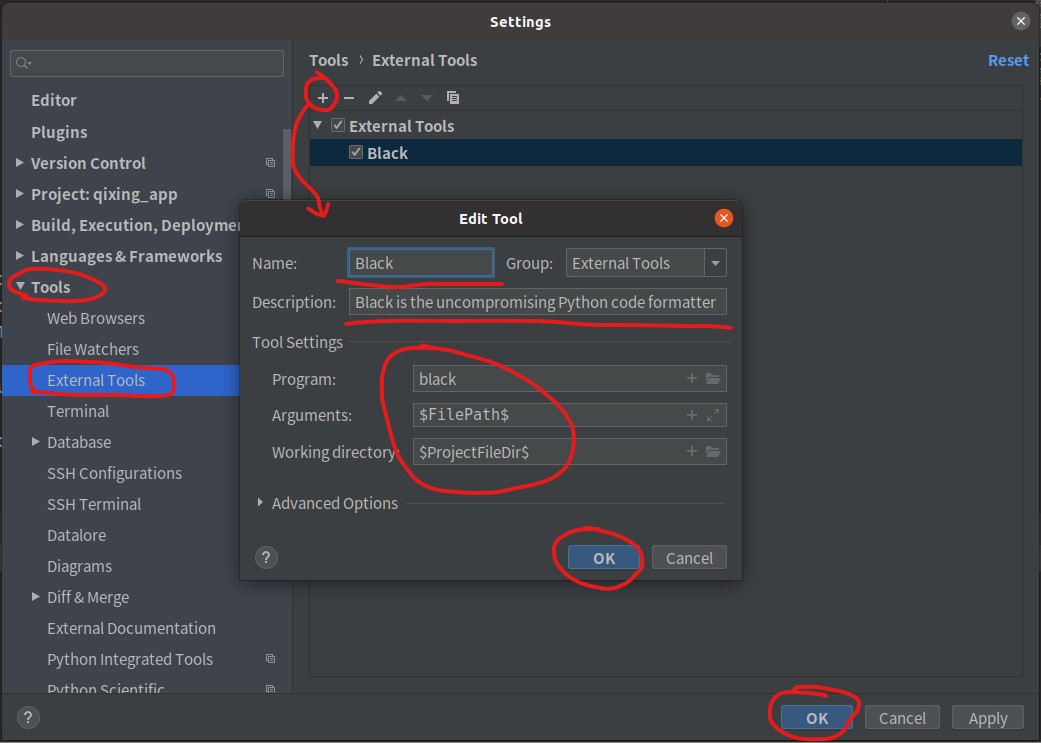 Settings
Tools › External Tools
Reset
Editor
Plugins
Version Control
Project: qixing_app
Build, Execution, Deployme
Languages & Frameworks
Tools
Web Browsers
File Watchers
External Tools
Terminal
Database
SSH Configurations
SSH Terminal
Datalore
Diagrams
Diff & Merge
External Documentation
Python Integrated Tools
Python Scientific
External Tools
Black
Edit Tool
Name: Black Group: External Tools
Description: Black is the uncompromising Python code formatter
Tool Settings
Program: black
Arguments: $FilePath$
Working directory: $ProjectFileDir$
Advanced Options
? OK Cancel
? OK Cancel Apply